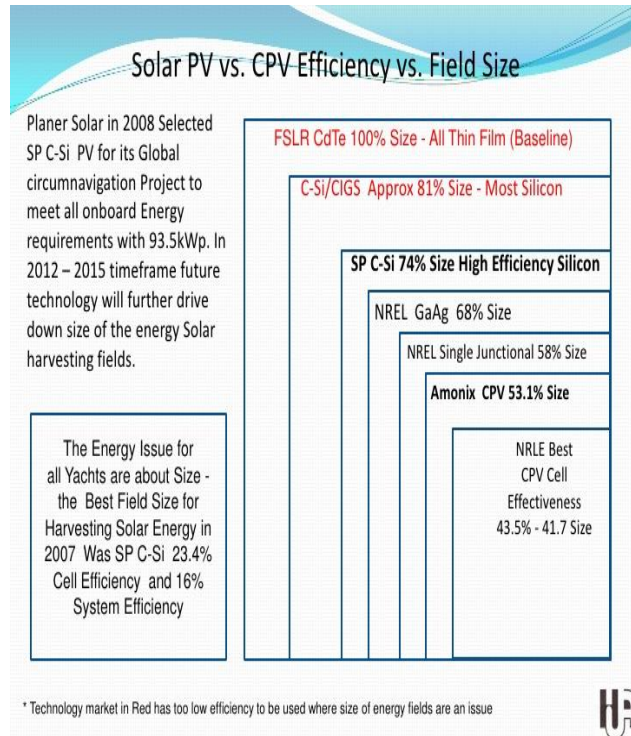 Solar PV vs. CPV Efficiency vs. Field Size
Planer Solar in 2008 Selected
SP C-Si PV for its Global
circumnavigation Project to
meet all onboard Energy
requirements with 93.5kWp. In
2012 – 2015 timeframe future
technology will further drive
down size of the energy Solar
harvesting fields.
The Energy Issue for
all Yachts are about Size -
the Best Field Size for
Harvesting Solar Energy in
2007 Was SP C-Si 23.4%
Cell Efficiency and 16%
System Efficiency
FSLR CdTe 100% Size - All Thin Film (Baseline)
C-Si/CIGS Approx 81% Size - Most Silicon
SP C-Si 74% Size High Efficiency Silicon
NREL GaAg 68% Size
NREL Single Junctional 58% Size
Amonix CPV 53.1% Size
NRLE Best
CPV Cell
Effectiveness
43.5% - 41.7 Size
* Technology market in Red has too low efficiency to be used where size of energy fields are an issue